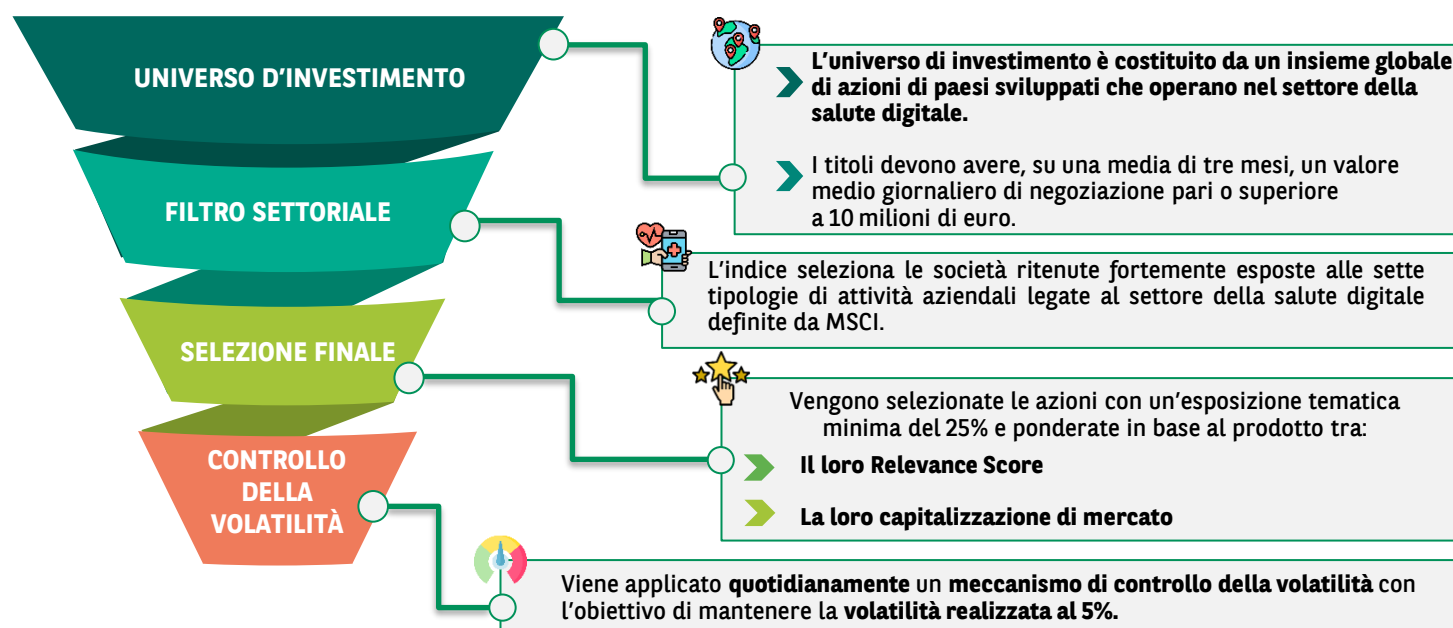 UNIVERSO D'INVESTIMENTO
L'universo di investimento è costituito da un insieme globale
di azioni di paesi sviluppati che operano nel settore della
salute digitale.
I titoli devono avere, su una media di tre mesi, un valore
medio giornaliero di negoziazione pari o superiore
a 10 milioni di euro.
FILTRO SETTORIALE
L'indice seleziona le società ritenute fortemente esposte alle sette
tipologie di attività aziendali legate al settore della salute digitale
definite da MSCI.
SELEZIONE FINALE
Vengono selezionate le azioni con un'esposizione tematica
minima del 25% e ponderate in base al prodotto tra:
Il loro Relevance Score
La loro capitalizzazione di mercato
CONTROLLO
DELLA
VOLATILITÀ
Viene applicato quotidianamente un meccanismo di controllo della volatilità con
l'obiettivo di mantenere la volatilità realizzata al 5%.